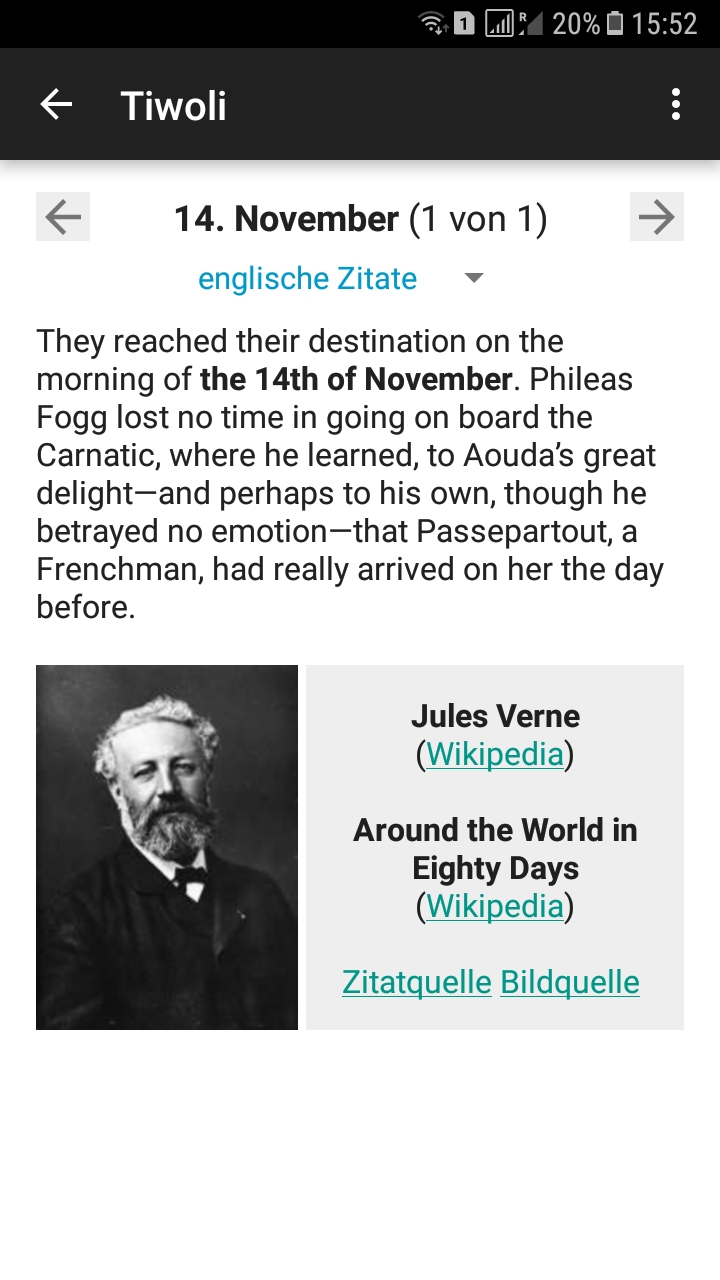 1 R 20% 15:52
Tiwoli
14. November (1 von 1)
englische Zitate
They reached their destination on the
morning of the 14th of November. Phileas
Fogg lost no time in going on board the
Carnatic, where he learned, to Aouda’s great
delight—and perhaps to his own, though he
betrayed no emotion—that Passepartout, a
Frenchman, had really arrived on her the day
before.
Jules Verne
(Wikipedia)
Around the World in
Eighty Days
(Wikipedia)
Zitatquelle Bildquelle